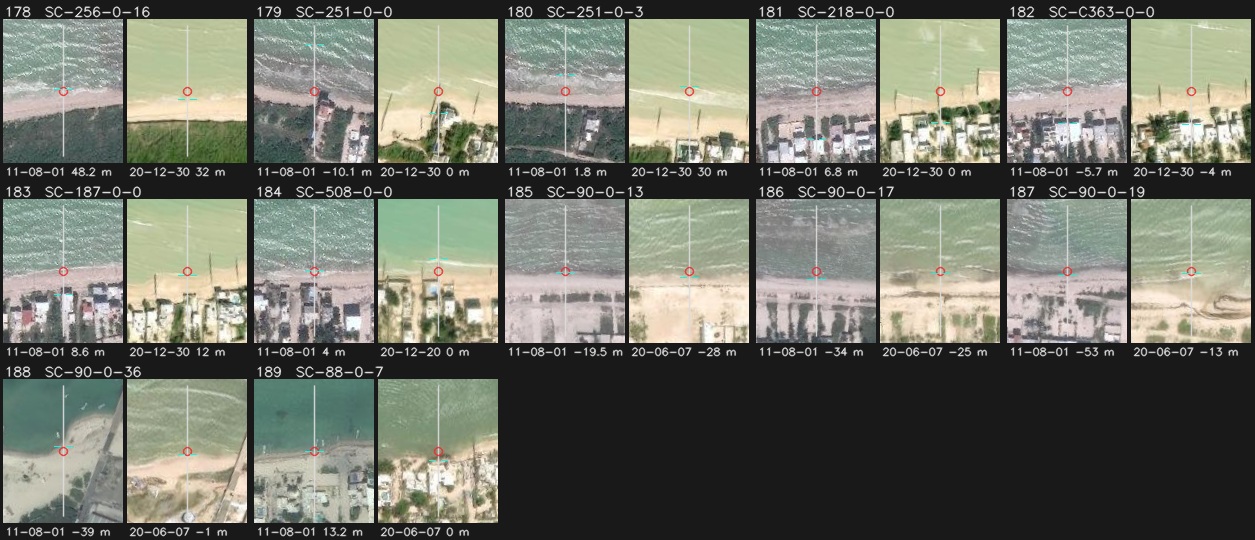 178 SC-256-0-16
179 SC-251-0-0
180 SC-251-0-3
181 SC-218-0-0
182 SC-C363-0-0
11-08-01 48.2 m
20-12-30 32 m
11-08-01 -10.1 m
20-12-30 0 m
11-08-01 1.8 m
20-12-30 30 m
11-08-01 6.8 m
20-12-30 0 m
11-08-01 -5.7 m
20-12-30 -4 m
183 SC-187-0-0
184 SC-508-0-0
185 SC-90-0-13
186 SC-90-0-17
187 SC-90-0-19
11-08-01 8.6 m
20-12-30 12 m
11-08-01 4 m
20-12-20 0 m
11-08-01 -19.5 m
20-06-07 -28 m
11-08-01 -34 m
20-06-07 -25 m
11-08-01 -53 m
20-06-07 -13 m
188 SC-90-0-36
189 SC-88-0-7
11-08-01 -39 m
20-06-07 -1 m
11-08-01 13.2 m
20-06-07 0 m